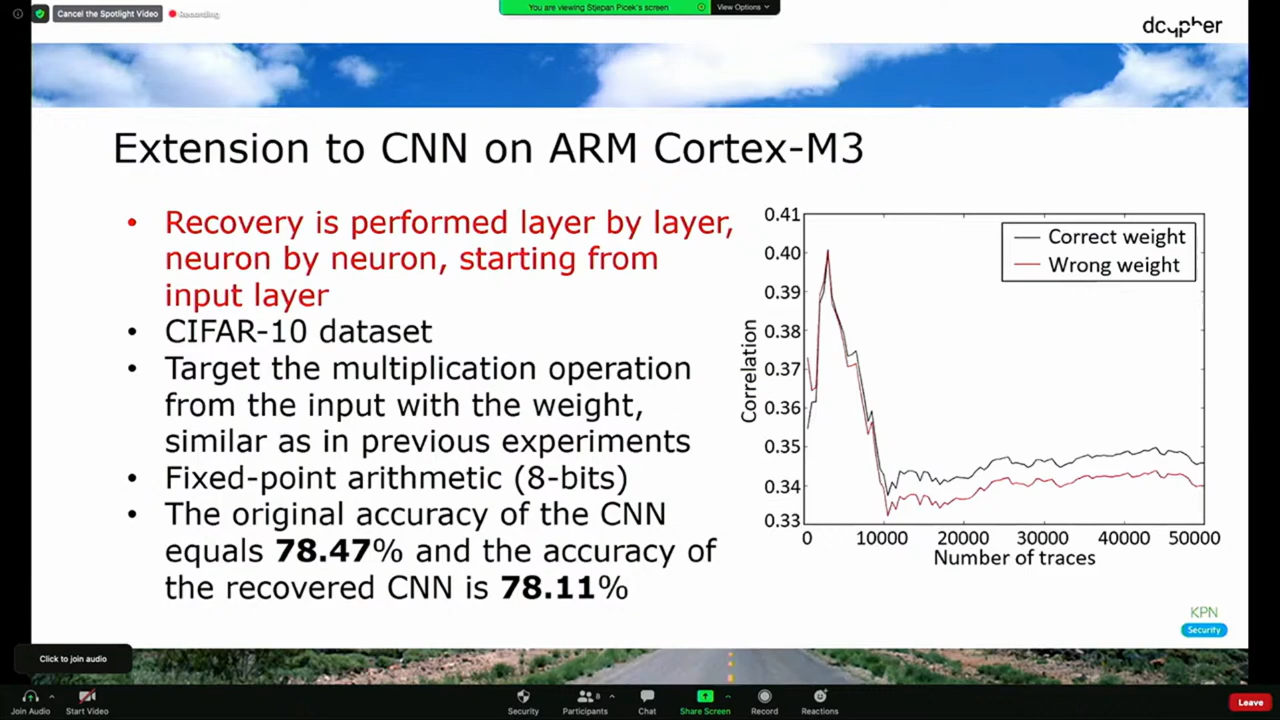 Cancel the Spotlight Video
Recording
You are viewing Stjepan Picek's screen
View Options
dcypher
Extension to CNN on ARM Cortex-M3
• Recovery is performed layer by layer,
neuron by neuron, starting from
input layer
• CIFAR-10 dataset
• Target the multiplication operation
from the input with the weight,
similar as in previous experiments
• Fixed-point arithmetic (8-bits)
• The original accuracy of the CNN
equals 78.47% and the accuracy of
the recovered CNN is 78.11%
Correlation
0.41
0.40
0.39
0.38
0.37
0.36
0.35
0.34
0.33
Correct weight
Wrong weight
0 10000 20000 30000 40000 50000
Number of traces
KPN
Security
Click to join audio
Join Audio
Start Video
Security
Participants
8
Chat
Share Screen
Record
Reactions
Leave